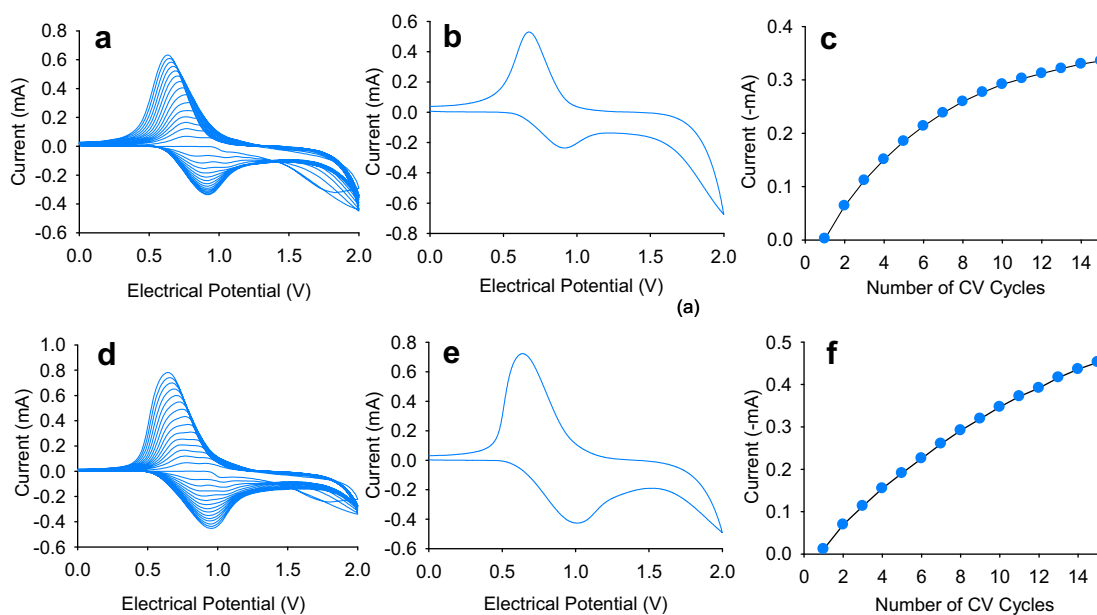 a
0.8
0.6
0.4
0.2
0.0
-0.2
-0.4
-0.6
Current (mA)
0.0 0.5 1.0 1.5 2.0
Electrical Potential (V)
b
0.6
0.4
0.2
0.0
-0.2
-0.4
-0.6
-0.8
Current (mA)
0.0 0.5 1.0 1.5 2.0
Electrical Potential (V)
(a)
c
0.4
0.3
0.2
0.1
0.0
Current (-mA)
2 4 6 8 10 12 14
Number of CV Cycles
d
1.0
0.8
0.6
0.4
0.2
0.0
-0.2
-0.4
-0.6
Current (mA)
0.0 0.5 1.0 1.5 2.0
Electrical Potential (V)
e
0.8
0.6
0.4
0.2
0.0
-0.2
-0.4
-0.6
Current (mA)
0.0 0.5 1.0 1.5 2.0
Electrical Potential (V)
f
0.5
0.4
0.3
0.2
0.1
0.0
Current (-mA)
2 4 6 8 10 12 14
Number of CV Cycles